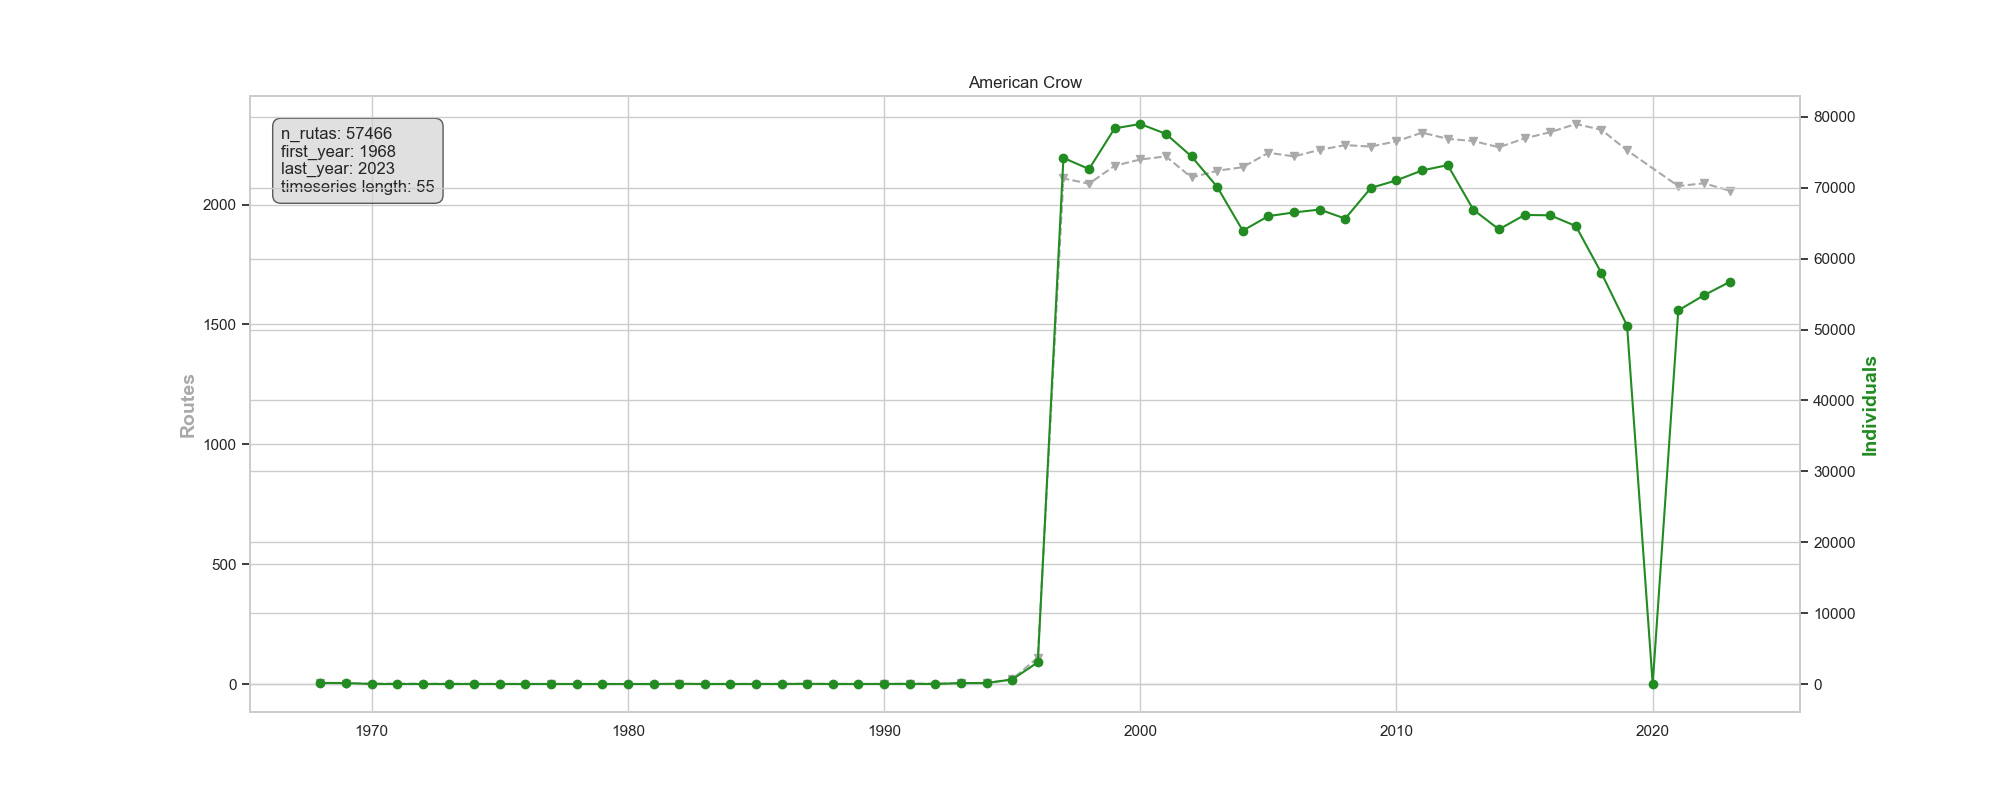 American Crow
n_rutas: 57466
first_year: 1968
last_year: 2023
timeseries length: 55
Routes
2000
1500
1000
500
0
80000
70000
60000
50000
40000
30000
20000
10000
0
Individuals
1970 1980 1990 2000 2010 2020